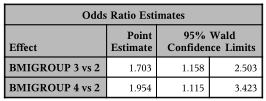 Odds Ratio Estimates
Effect Point Estimate 95% Wald Confidence Limits
BMIGROUP 3 vs 2 1.703 1.158 2.503
BMIGROUP 4 vs 2 1.954 1.115 3.423